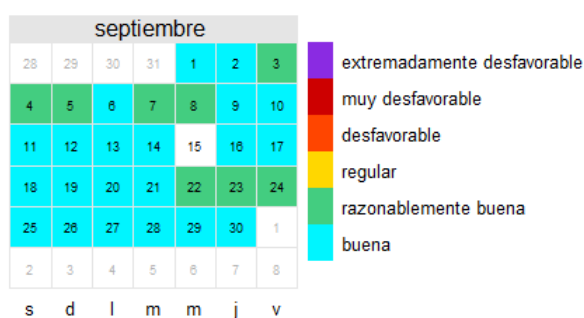 septiembre
28 29 30 31 1 2 3
4 5 6 7 8 9 10
11 12 13 14 15 16 17
18 19 20 21 22 23 24
25 26 27 28 29 30 1
2 3 4 5 6 7 8
s d l m m j v
extremadamente desfavorable
muy desfavorable
desfavorable
regular
razonablemente buena
buena